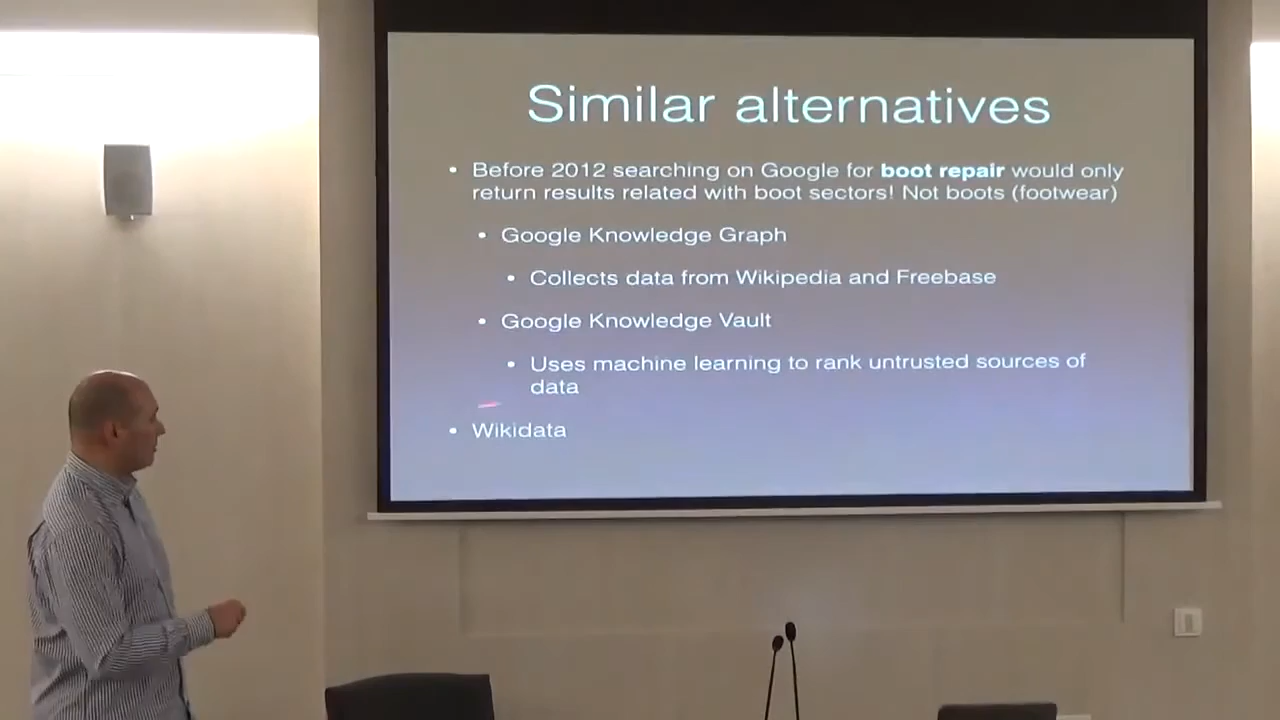 Similar alternatives
• Before 2012 searching on Google for boot repair would only
return results related with boot sectors! Not boots (footwear)
• Google Knowledge Graph
• Collects data from Wikipedia and Freebase
• Google Knowledge Vault
• Uses machine learning to rank untrusted sources of
data
• Wikidata